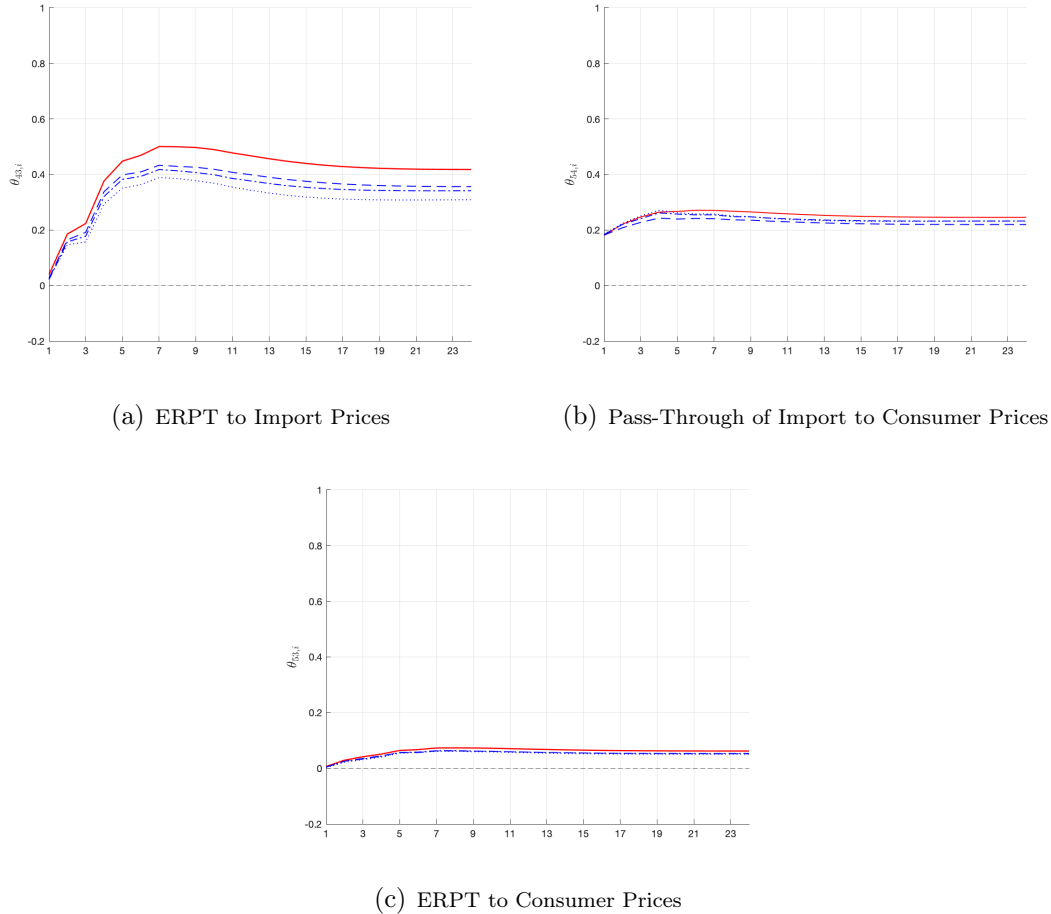 1
0.8
0.6
0.4
0.2
0
-0.2
θ43,i
1 3 5 7 9 11 13 15 17 19 21 23
(a) ERPT to Import Prices
1
0.8
0.6
0.4
0.2
0
-0.2
θ54,i
1 3 5 7 9 11 13 15 17 19 21 23
(b) Pass-Through of Import to Consumer Prices
1
0.8
0.6
0.4
0.2
0
-0.2
θ53,i
1 3 5 7 9 11 13 15 17 19 21 23
(c) ERPT to Consumer Prices